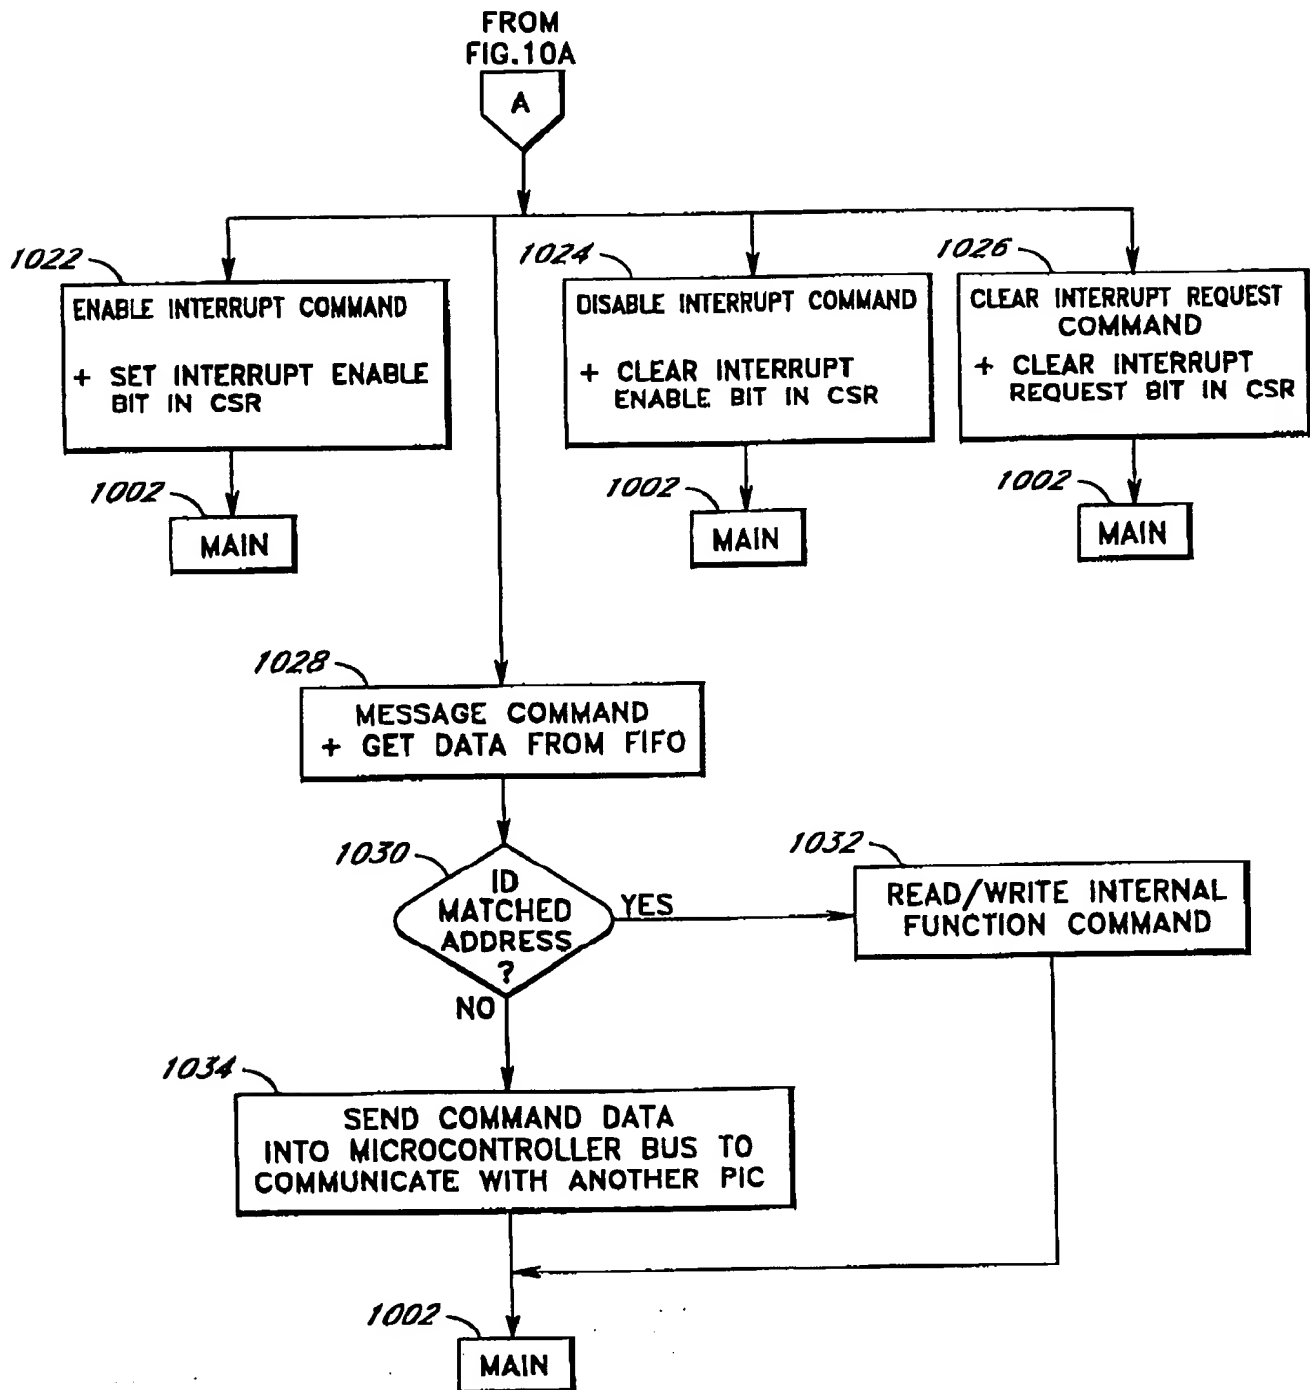 FROM
FIG.10A
A
1022
ENABLE INTERRUPT COMMAND
+ SET INTERRUPT ENABLE
BIT IN CSR
1002
MAIN
1024
DISABLE INTERRUPT COMMAND
+ CLEAR INTERRUPT
ENABLE BIT IN CSR
1002
MAIN
1026
CLEAR INTERRUPT REQUEST
COMMAND
+ CLEAR INTERRUPT
REQUEST BIT IN CSR
1002
MAIN
1028
MESSAGE COMMAND
+ GET DATA FROM FIFO
1030
ID
MATCHED
ADDRESS
?
YES
NO
1032
READ/WRITE INTERNAL
FUNCTION COMMAND
1034
SEND COMMAND DATA
INTO MICROCONTROLLER BUS TO
COMMUNICATE WITH ANOTHER PIC
1002
MAIN